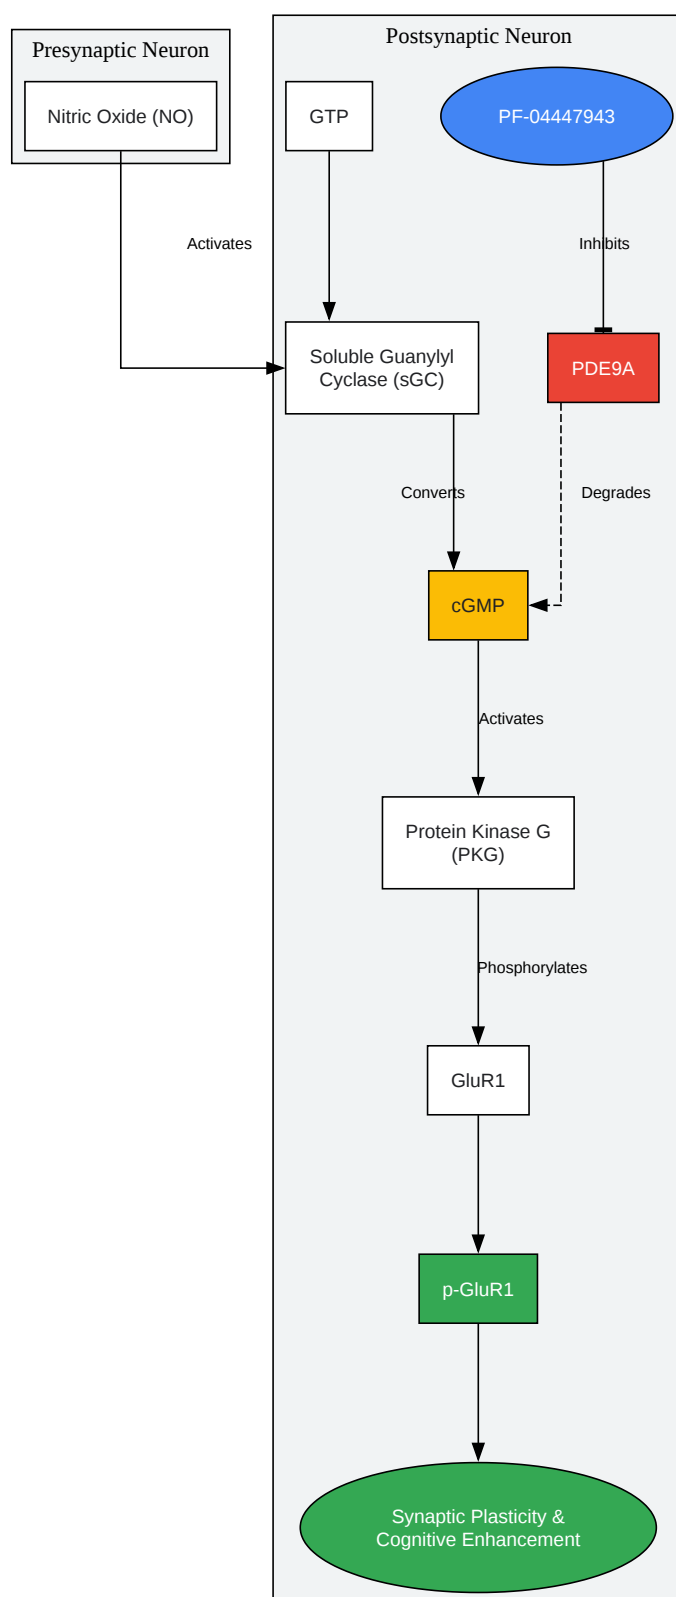 Presynaptic Neuron
Postsynaptic Neuron
Nitric Oxide (NO)
GTP
PF-04447943
Activates
Inhibits
Soluble Guanylyl
Cyclase (sGC)
PDE9A
Converts
Degrades
cGMP
Activates
Protein Kinase G
(PKG)
Phosphorylates
GluR1
p-GluR1
Synaptic Plasticity &
Cognitive Enhancement